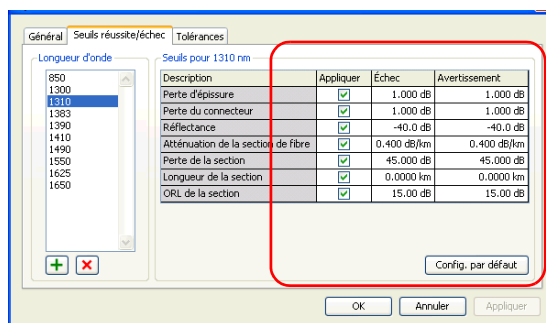 Général Seuils réussite/échec Tolérances
Longueur d'onde
850
1300
1310
1383
1390
1410
1490
1550
1625
1650
Seuils pour 1310 nm
Description Appliquer Échec Avertissement
Perte d'épissure 1.000 dB 1.000 dB
Perte du connecteur 1.000 dB 1.000 dB
Réflectance -40.0 dB -40.0 dB
Atténuation de la section de fibre 0.400 dB/km 0.400 dB/km
Perte de la section 45.000 dB 45.000 dB
Longueur de la section 0.0000 km 0.0000 km
ORL de la section 15.00 dB 15.00 dB
Config. par défaut
OK Annuler Appliquer